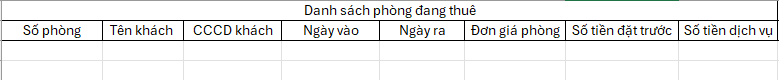 Danh sách phòng đang thuê
Số phòng Tên khách CCCD khách Ngày vào Ngày ra Đơn giá phòng Số tiền đặt trước Số tiền dịch vụ